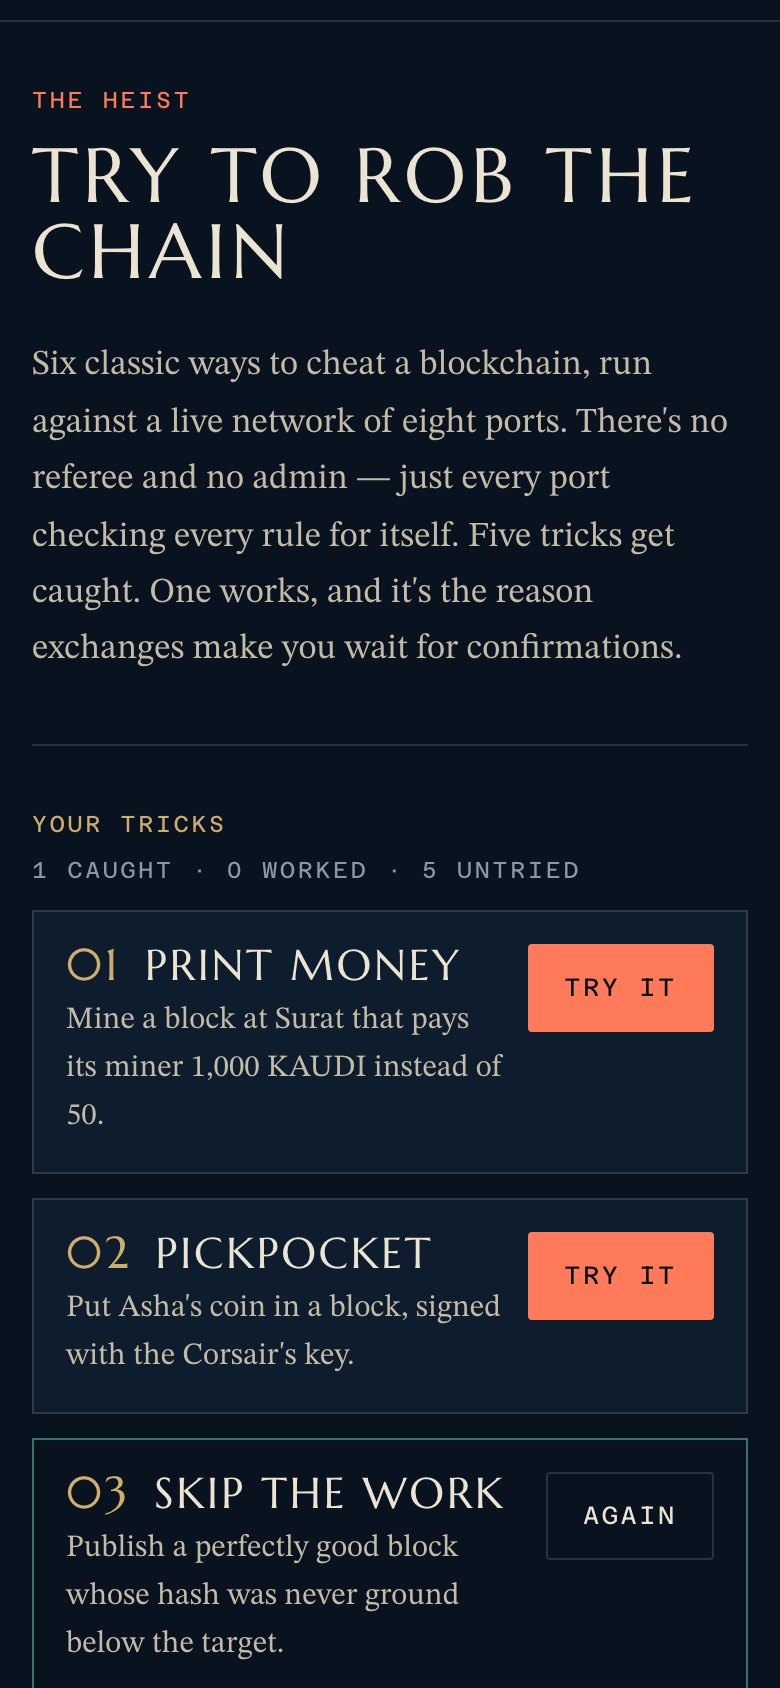 THE HEIST
TRY TO ROB THE
CHAIN
Six classic ways to cheat a blockchain, run
against a live network of eight ports. There's no
referee and no admin — just every port
checking every rule for itself. Five tricks get
caught. One works, and it's the reason
exchanges make you wait for confirmations.
YOUR TRICKS
1 CAUGHT · 0 WORKED · 5 UNTRIED
01 PRINT MONEY
TRY IT
Mine a block at Surat that pays
its miner 1,000 KAUDI instead of
50.
02 PICKPOCKET
TRY IT
Put Asha's coin in a block, signed
with the Corsair's key.
03 SKIP THE WORK
AGAIN
Publish a perfectly good block
whose hash was never ground
below the target.